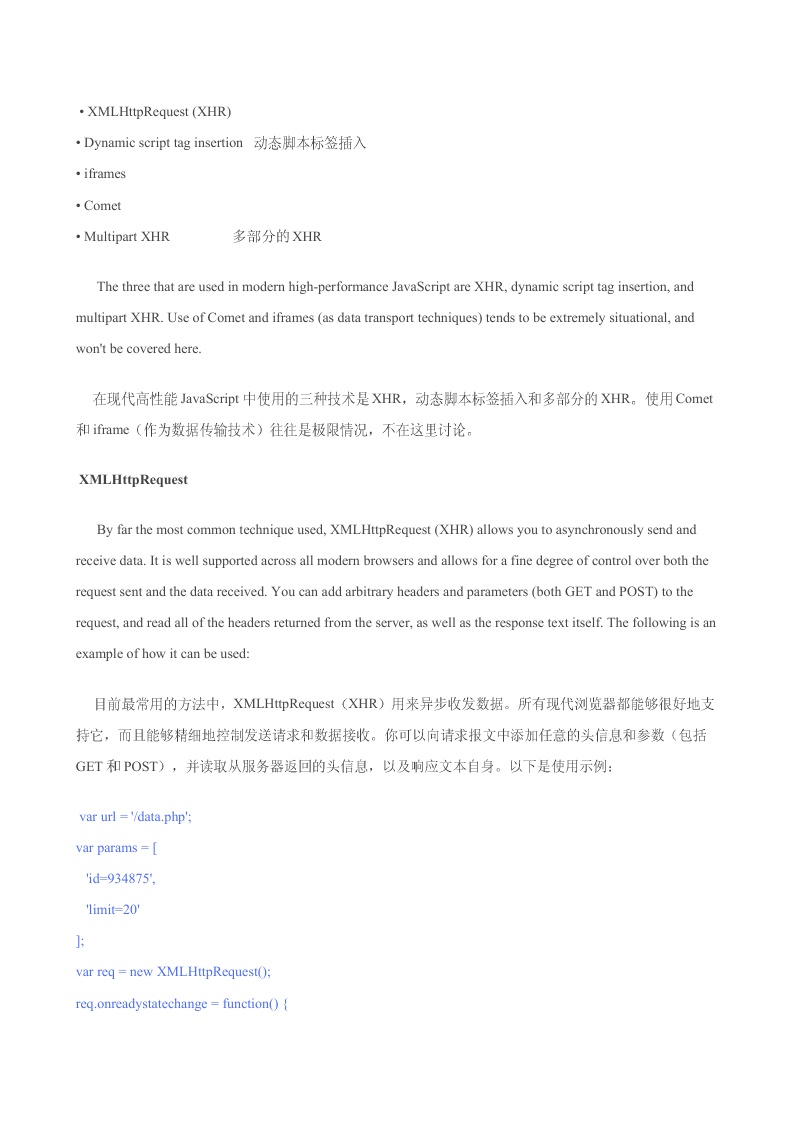 • XMLHttpRequest (XHR)
• Dynamic script tag insertion 动态脚本标签插入
• iframes
• Comet
• Multipart XHR 多部分的 XHR
The three that are used in modern high-performance JavaScript are XHR, dynamic script tag insertion, and
multipart XHR. Use of Comet and iframes (as data transport techniques) tends to be extremely situational, and
won't be covered here.
在现代高性能 JavaScript 中使用的三种技术是 XHR，动态脚本标签插入和多部分的 XHR。使用 Comet
和 iframe（作为数据传输技术）往往是极限情况，不在这里讨论。
XMLHttpRequest
By far the most common technique used, XMLHttpRequest (XHR) allows you to asynchronously send and
receive data. It is well supported across all modern browsers and allows for a fine degree of control over both the
request sent and the data received. You can add arbitrary headers and parameters (both GET and POST) to the
request, and read all of the headers returned from the server, as well as the response text itself. The following is an
example of how it can be used:
目前最常用的方法中，XMLHttpRequest（XHR）用来异步收发数据。所有现代浏览器都能够很好地支
持它，而且能够精细地控制发送请求和数据接收。你可以向请求报文中添加任意的头信息和参数（包括
GET 和 POST），并读取从服务器返回的头信息，以及响应文本自身。以下是使用示例：
var url = '/data.php';
var params = [
'id=934875',
'limit=20'
];
var req = new XMLHttpRequest();
req.onreadystatechange = function() {